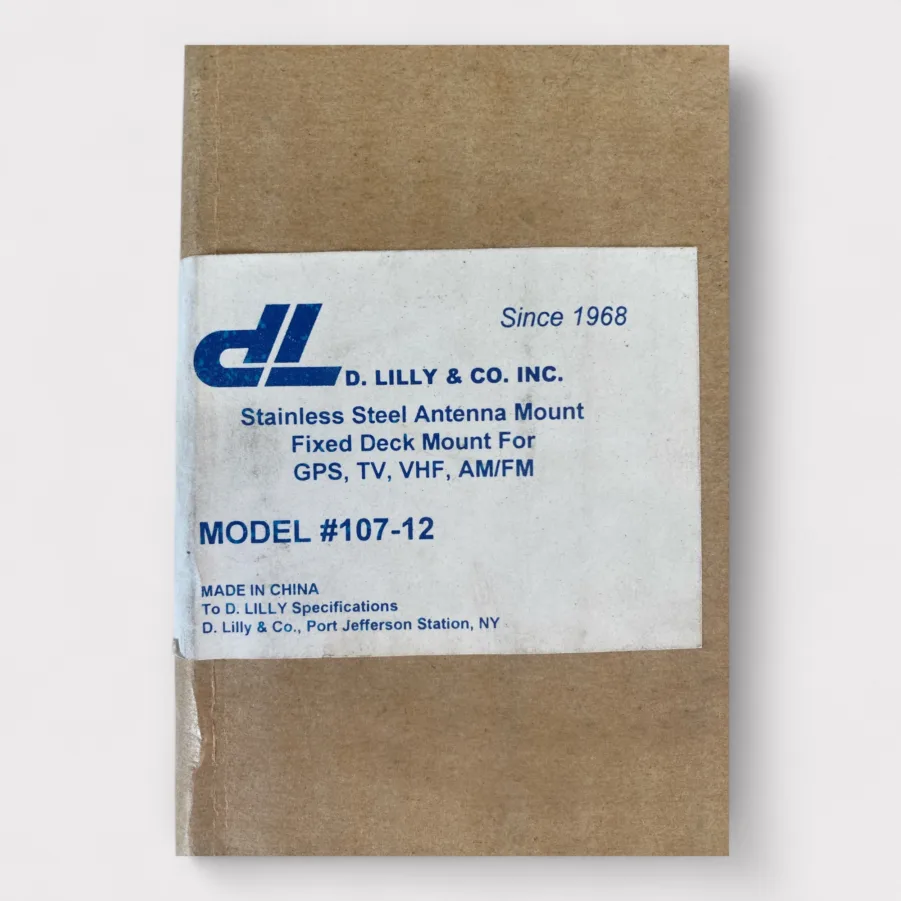 dL
Since 1968
D. LILLY & CO. INC.
Stainless Steel Antenna Mount
Fixed Deck Mount For
GPS, TV, VHF, AM/FM
MODEL #107-12
MADE IN CHINA
To D. LILLY Specifications
D. Lilly & Co., Port Jefferson Station, NY